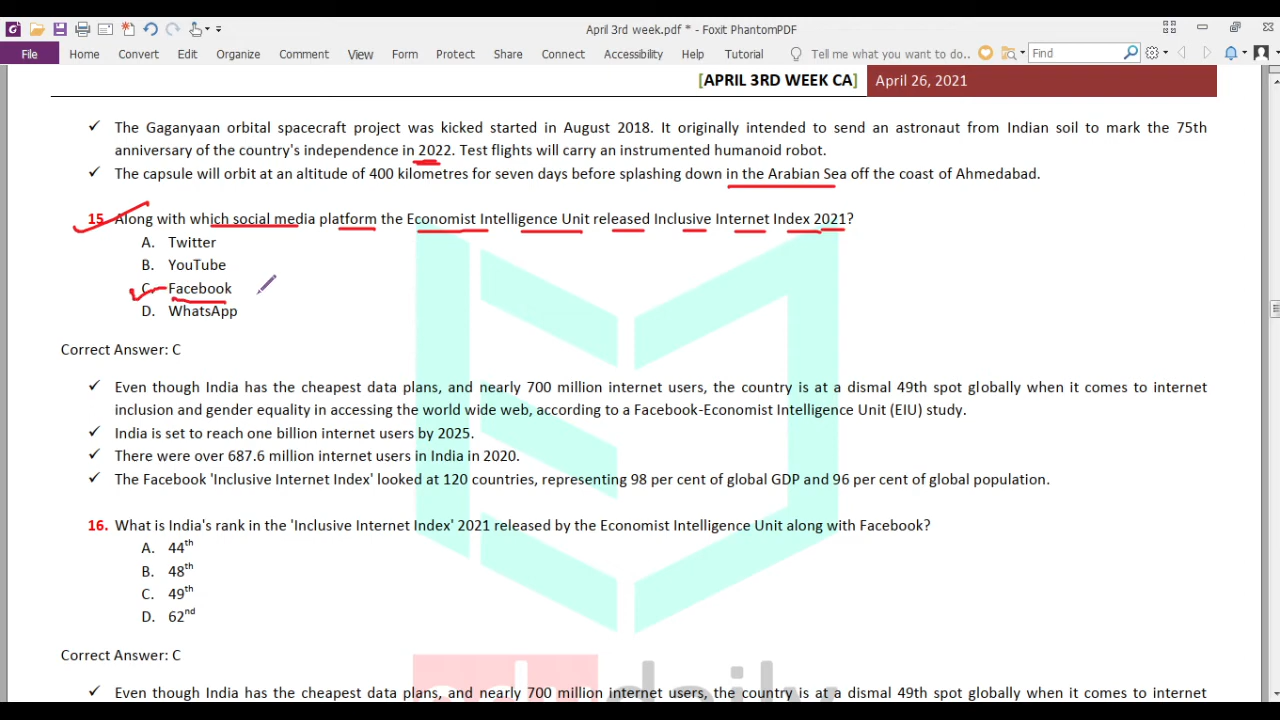 April 3rd week.pdf * - Foxit PhantomPDF
File Home Convert Edit Organize Comment View Form Protect Share Connect Accessibility Help Tutorial Tell me what you want to do.. Find
[APRIL 3RD WEEK CA] April 26, 2021
✓ The Gaganyaan orbital spacecraft project was kicked started in August 2018. It originally intended to send an astronaut from Indian soil to mark the 75th
anniversary of the country's independence in 2022. Test flights will carry an instrumented humanoid robot.
✓ The capsule will orbit at an altitude of 400 kilometres for seven days before splashing down in the Arabian Sea off the coast of Ahmedabad.
15. Along with which social media platform the Economist Intelligence Unit released Inclusive Internet Index 2021?
A. Twitter
B. YouTube
C. Facebook
D. WhatsApp
Correct Answer: C
✓ Even though India has the cheapest data plans, and nearly 700 million internet users, the country is at a dismal 49th spot globally when it comes to internet
inclusion and gender equality in accessing the world wide web, according to a Facebook-Economist Intelligence Unit (EIU) study.
✓ India is set to reach one billion internet users by 2025.
✓ There were over 687.6 million internet users in India in 2020.
✓ The Facebook 'Inclusive Internet Index' looked at 120 countries, representing 98 per cent of global GDP and 96 per cent of global population.
16. What is India's rank in the 'Inclusive Internet Index' 2021 released by the Economist Intelligence Unit along with Facebook?
A. 44th
B. 48th
C. 49th
D. 62nd
Correct Answer: C
✓ Even though India has the cheapest data plans, and nearly 700 million internet users, the country is at a dismal 49th spot globally when it comes to internet